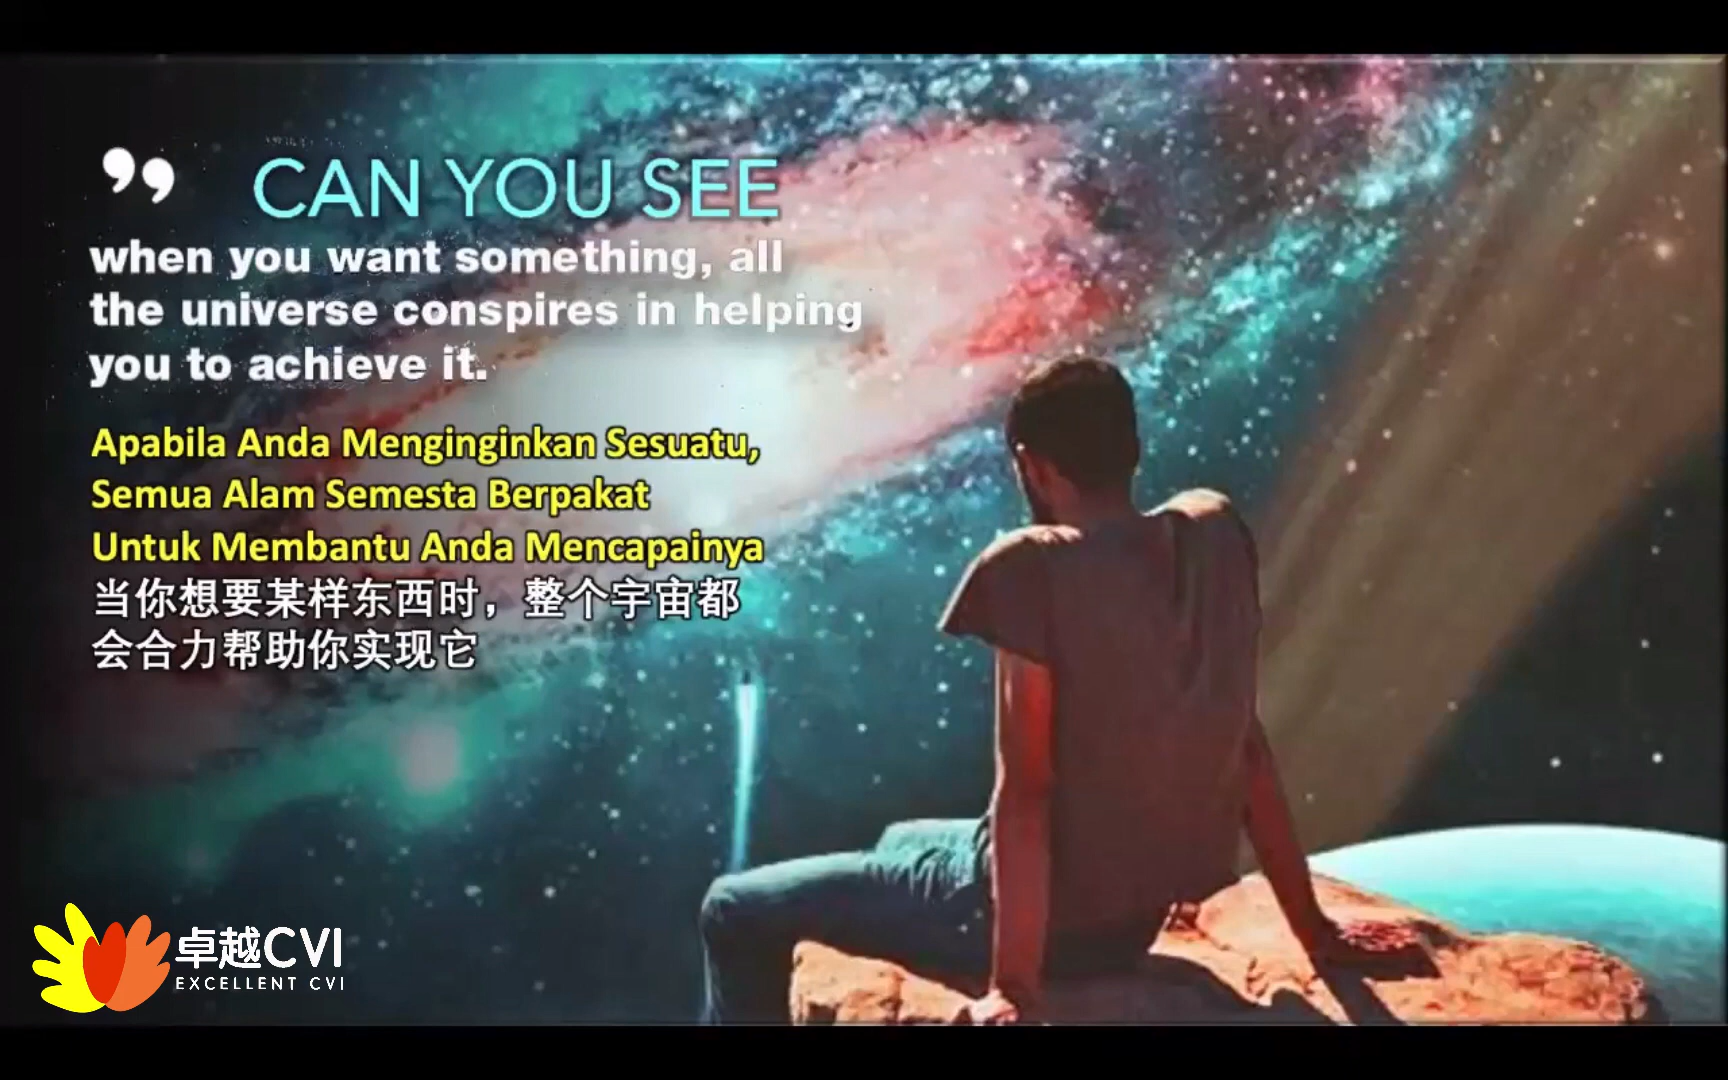 ”
CAN YOU SEE
when you want something, all
the universe conspires in helping
you to achieve it.
Apabila Anda Menginginkan Sesuatu,
Semua Alam Semesta Berpakat
Untuk Membantu Anda Mencapainya
当你想要某样东西时，整个宇宙都
会合力帮助你实现它
卓越CVI
EXCELLENT CVI